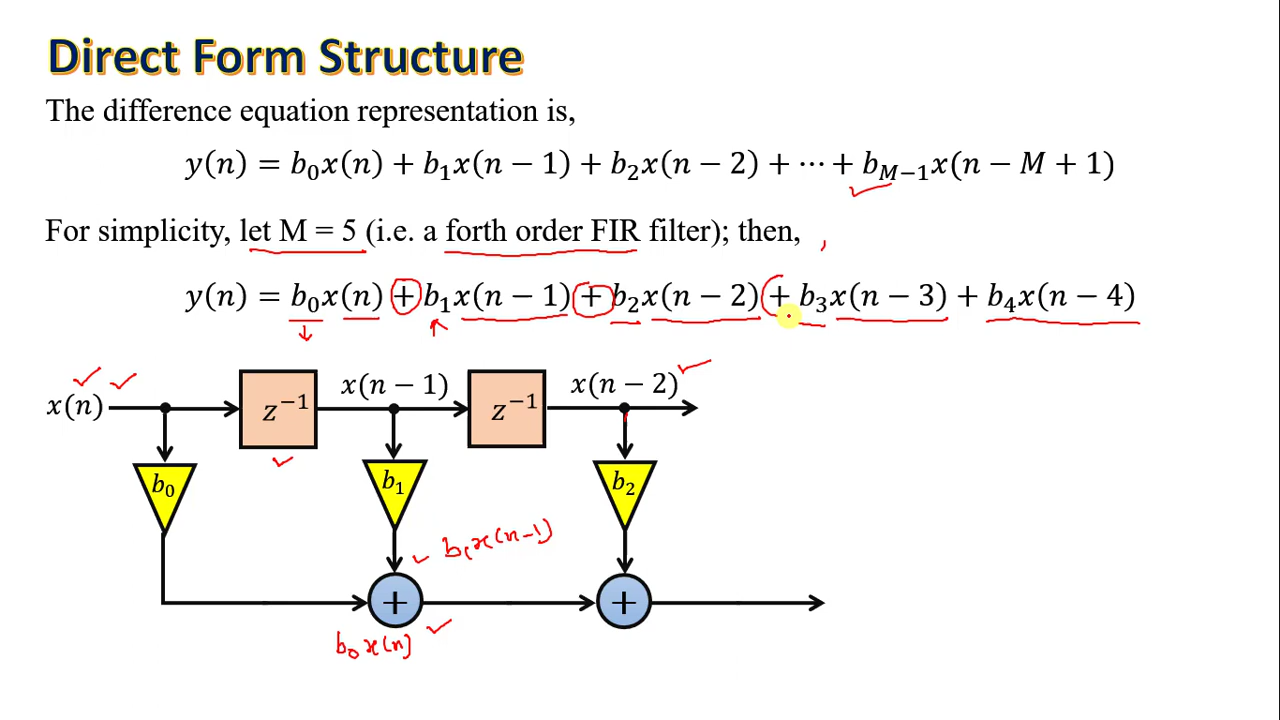 Direct Form Structure
The difference equation representation is,
y(n) = b₀x(n) + b₁x(n − 1) + b₂x(n − 2) + ⋯ + b_{M−1}x(n − M + 1)
For simplicity, let M = 5 (i.e. a forth order FIR filter); then,
y(n) = b₀x(n) + b₁x(n − 1) + b₂x(n − 2) + b₃x(n − 3) + b₄x(n − 4)
x(n) z⁻¹ x(n − 1) z⁻¹ x(n − 2)
b₀ b₁ b₂
b₁x(n-1)
+ +
b₀x(n)